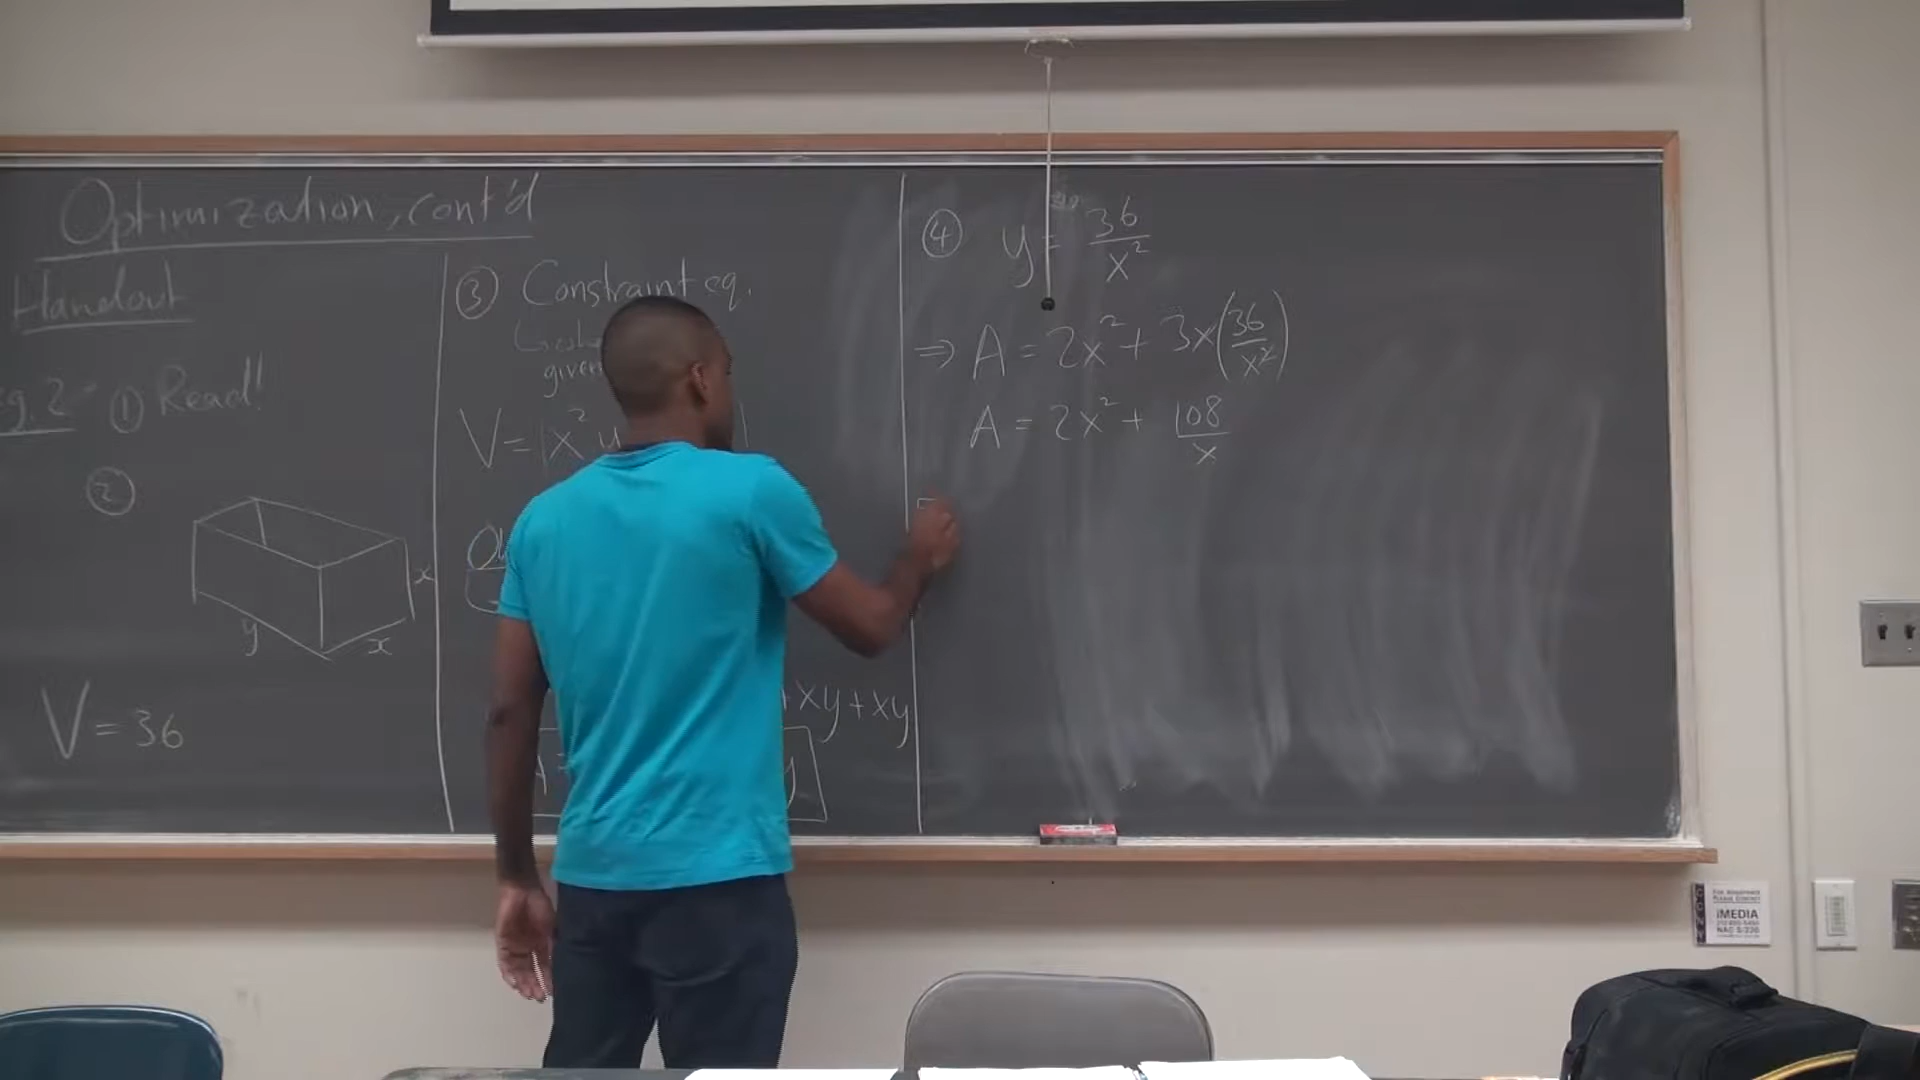 Optimization, cont'd
Handout
eg. 2 ① Read!
②
x
y
x
V = 36
③ Constraint eq.
given
V = x² y
+ xy + xy
A =
y
④ y = 36/x²
⇒ A = 2x² + 3x(36/x²)
A = 2x² + 108/x
iMEDIA